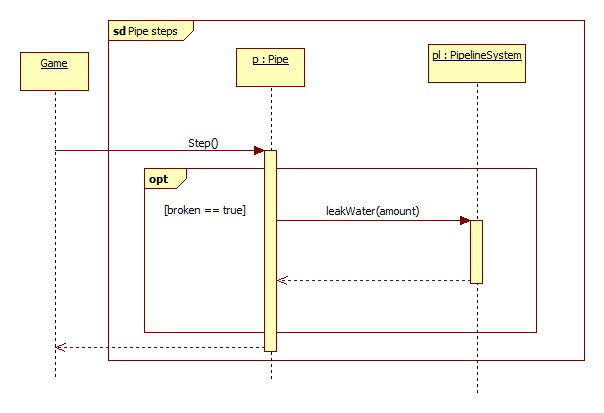 sd Pipe steps
Game
p : Pipe
pl : PipelineSystem
Step()
opt
[broken == true]
leakWater(amount)